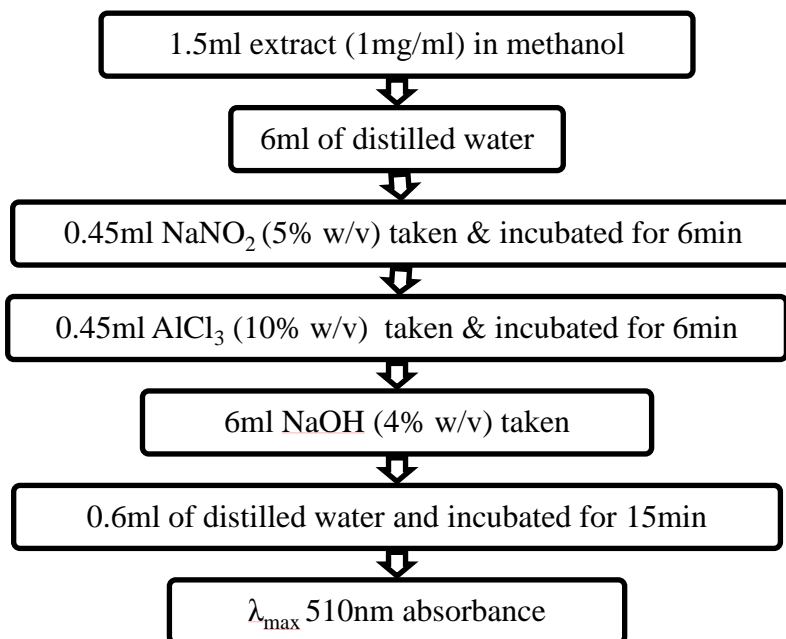 1.5ml extract (1mg/ml) in methanol
6ml of distilled water
0.45ml NaNO₂ (5% w/v) taken & incubated for 6min
0.45ml AlCl₃ (10% w/v) taken & incubated for 6min
6ml NaOH (4% w/v) taken
0.6ml of distilled water and incubated for 15min
λmax 510nm absorbance